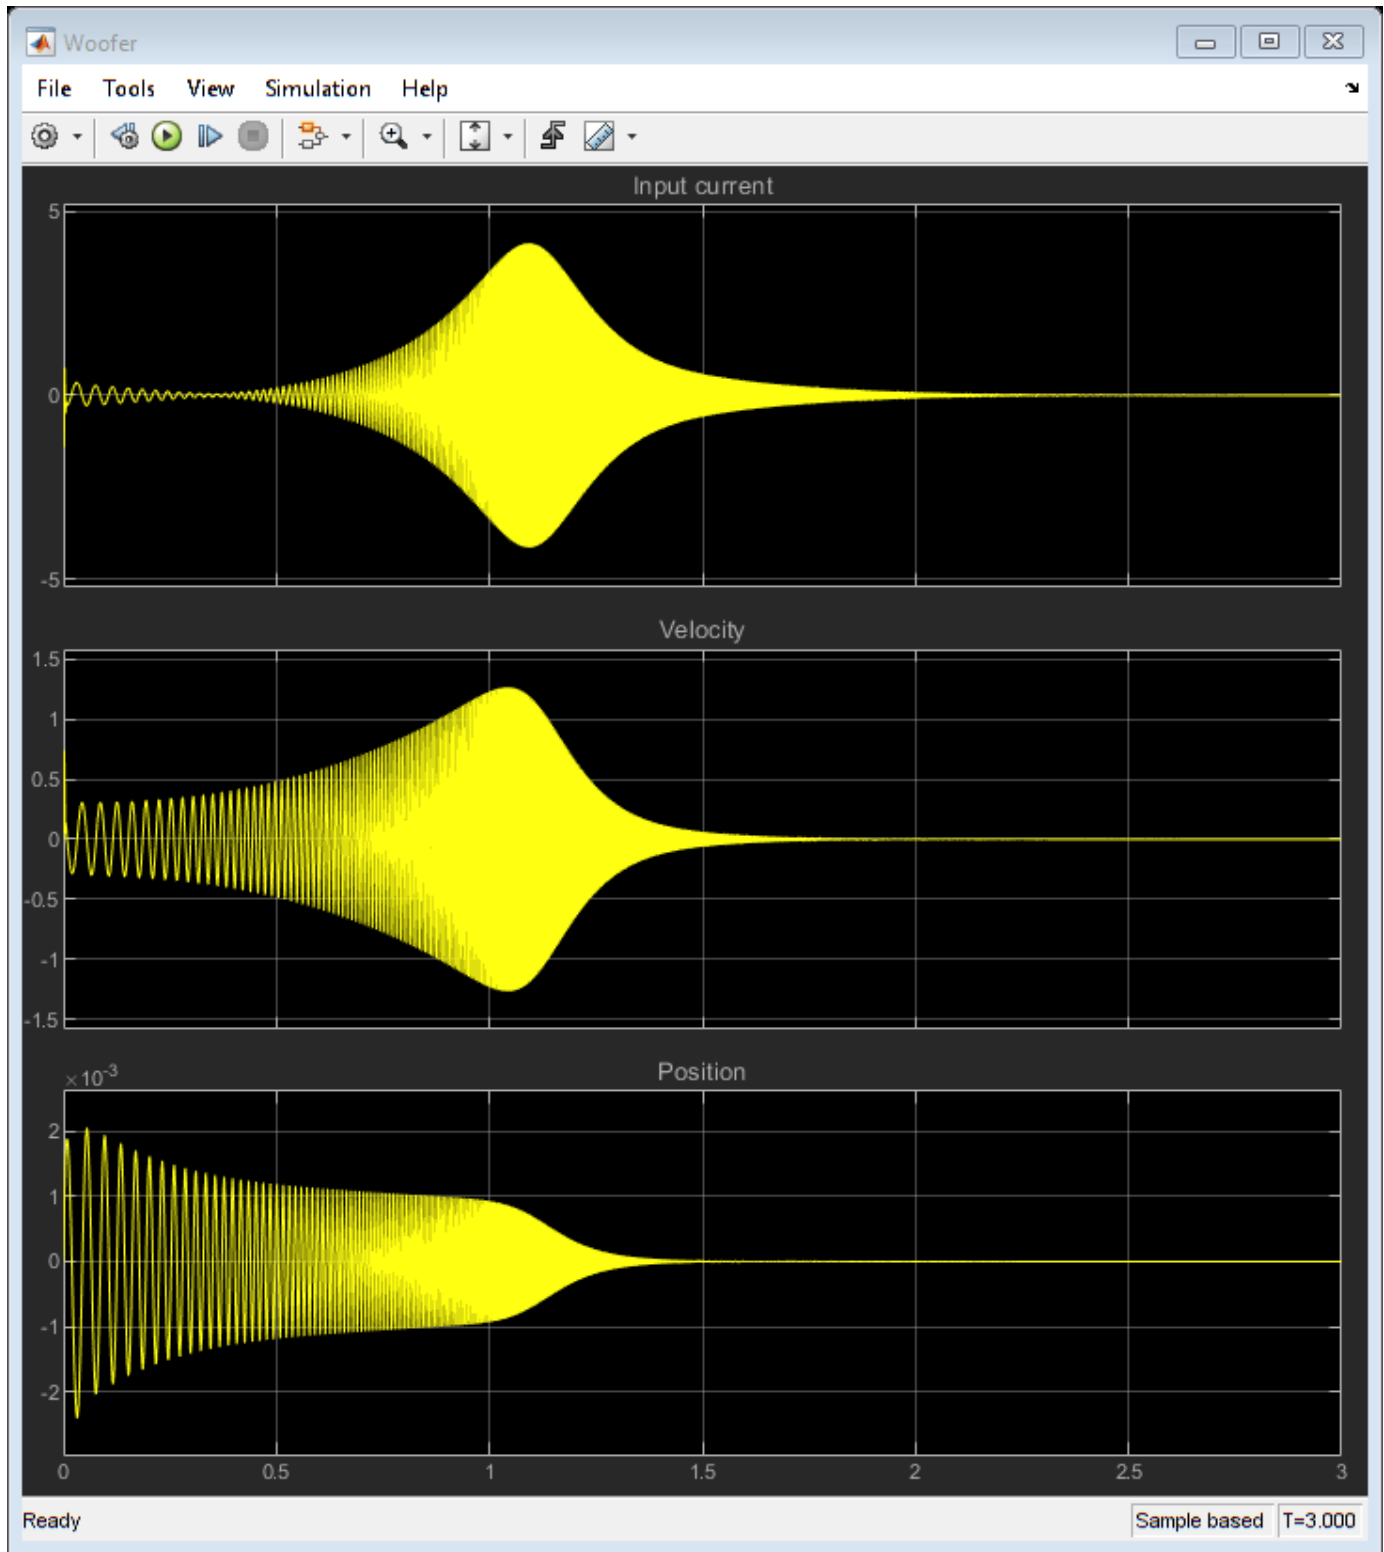 Woofer
File Tools View Simulation Help
Input current
5
0
-5
Velocity
1.5
1
0.5
0
-0.5
-1
-1.5
×10⁻³
Position
2
1
0
-1
-2
0 0.5 1 1.5 2 2.5 3
Ready Sample based T=3.000